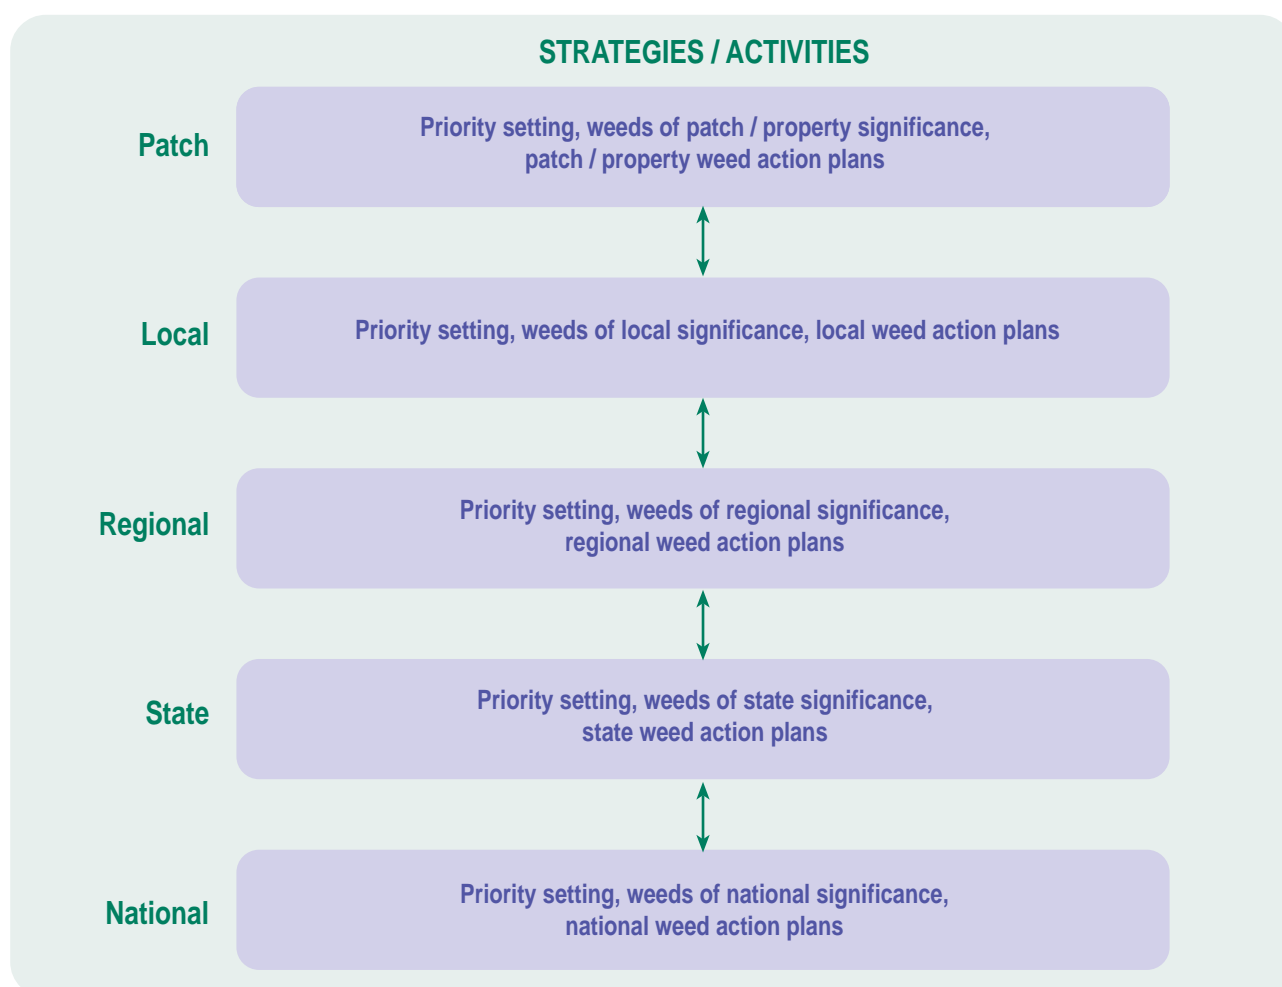 STRATEGIES / ACTIVITIES
Patch
Priority setting, weeds of patch / property significance,
patch / property weed action plans
Local
Priority setting, weeds of local significance, local weed action plans
Regional
Priority setting, weeds of regional significance,
regional weed action plans
State
Priority setting, weeds of state significance,
state weed action plans
National
Priority setting, weeds of national significance,
national weed action plans